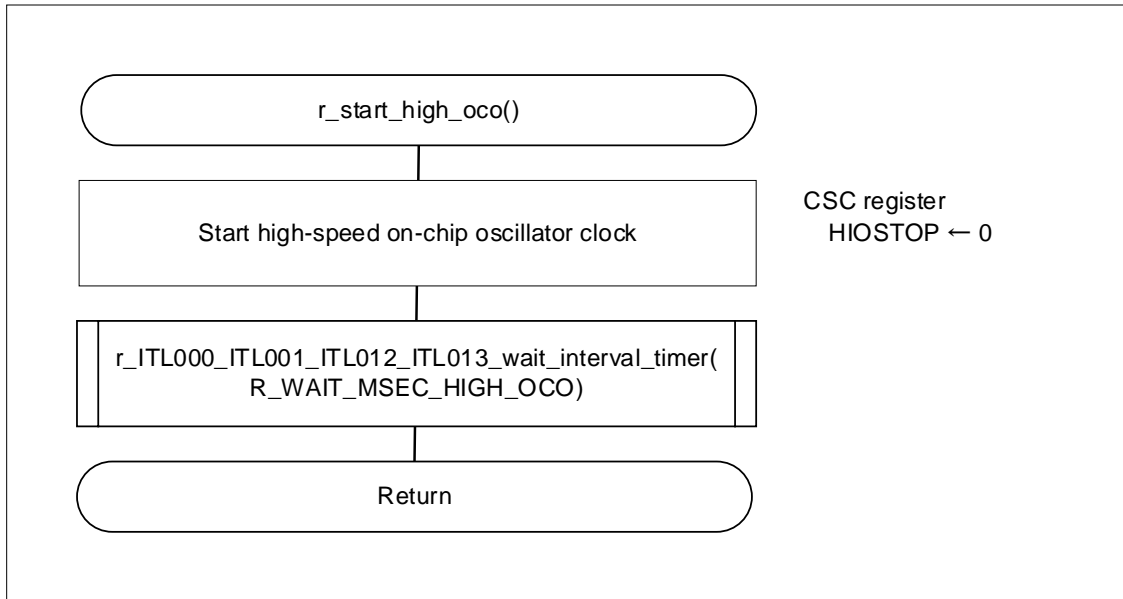 r_start_high_oco()
Start high-speed on-chip oscillator clock
CSC register
HIOSTOP ← 0
r_ITL000_ITL001_ITL012_ITL013_wait_interval_timer(
R_WAIT_MSEC_HIGH_OCO)
Return